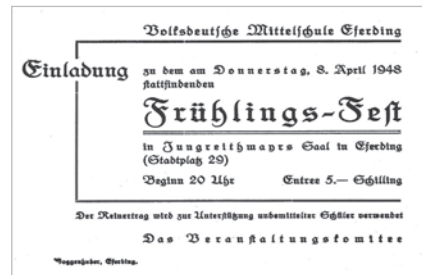 Volksdeutsche Mittelschule Eferding
Einladung zu dem am Donnerstag, 8. April 1948
stattfindenden
Frühlings-Fest
in Jungreithmayrs Saal in Eferding
(Stadtplatz 29)
Beginn 20 Uhr Entree 5.— Schilling
Der Reinertrag wird zur Unterstützung unbemittelter Schüler verwendet
Das Veranstaltungskomitee
Eferding.